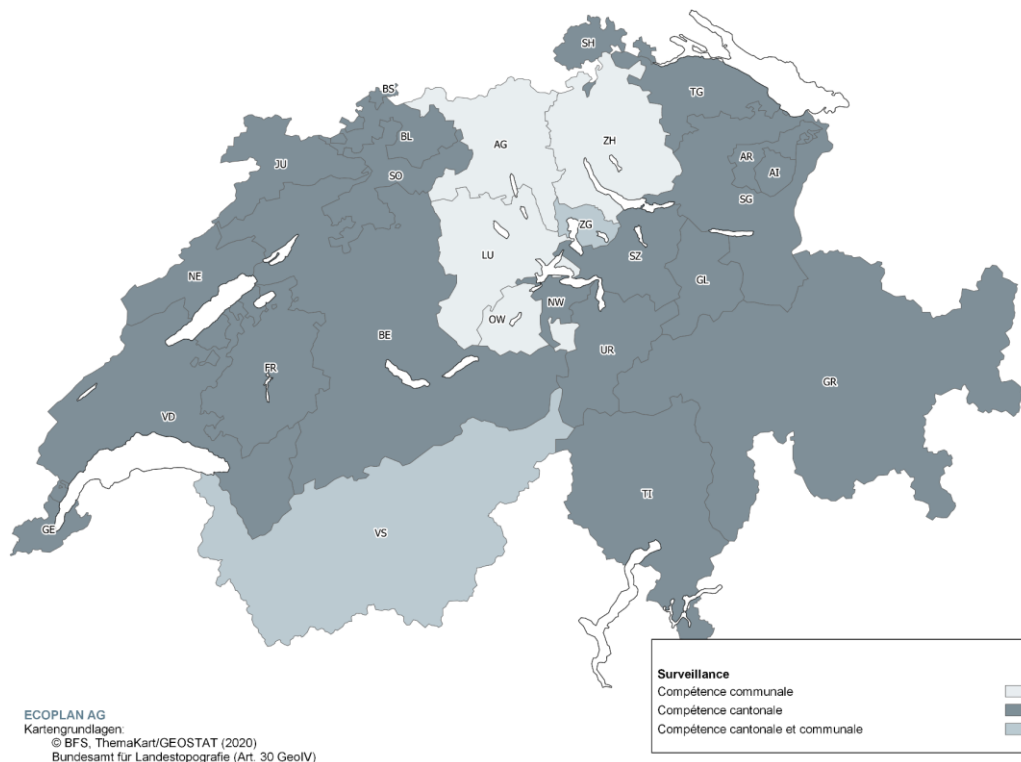 SH
BS
TG
BL
AG
ZH
AR
JU
AI
SO
SG
ZG
LU
SZ
NE
GL
NW
OW
BE
UR
FR
GR
VD
TI
GE
VS
Surveillance
Compétence communale
Compétence cantonale
Compétence cantonale et communale
ECOPLAN AG
Kartengrundlagen:
© BFS, ThemaKart/GEOSTAT (2020)
Bundesamt für Landestopografie (Art. 30 GeoIV)